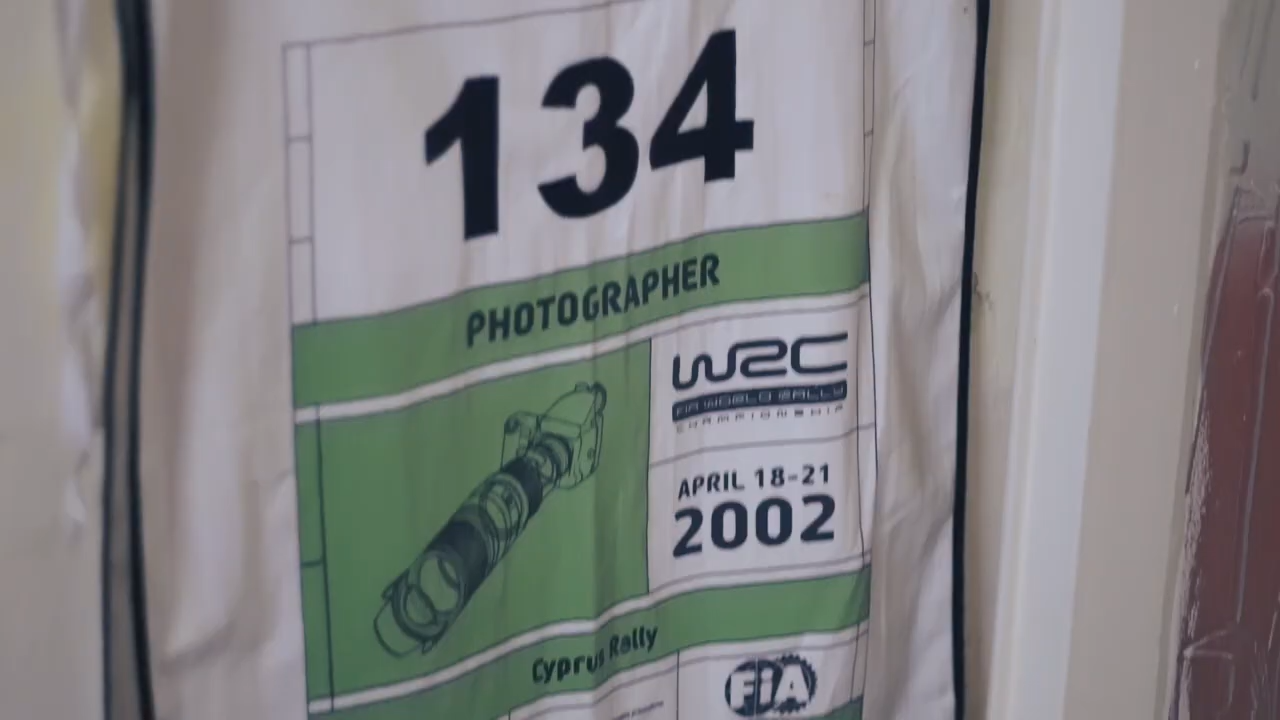 134
PHOTOGRAPHER
WRC
FIA WORLD RALLY
CHAMPIONSHIP
APRIL 18-21
2002
Cyprus Rally
FiA